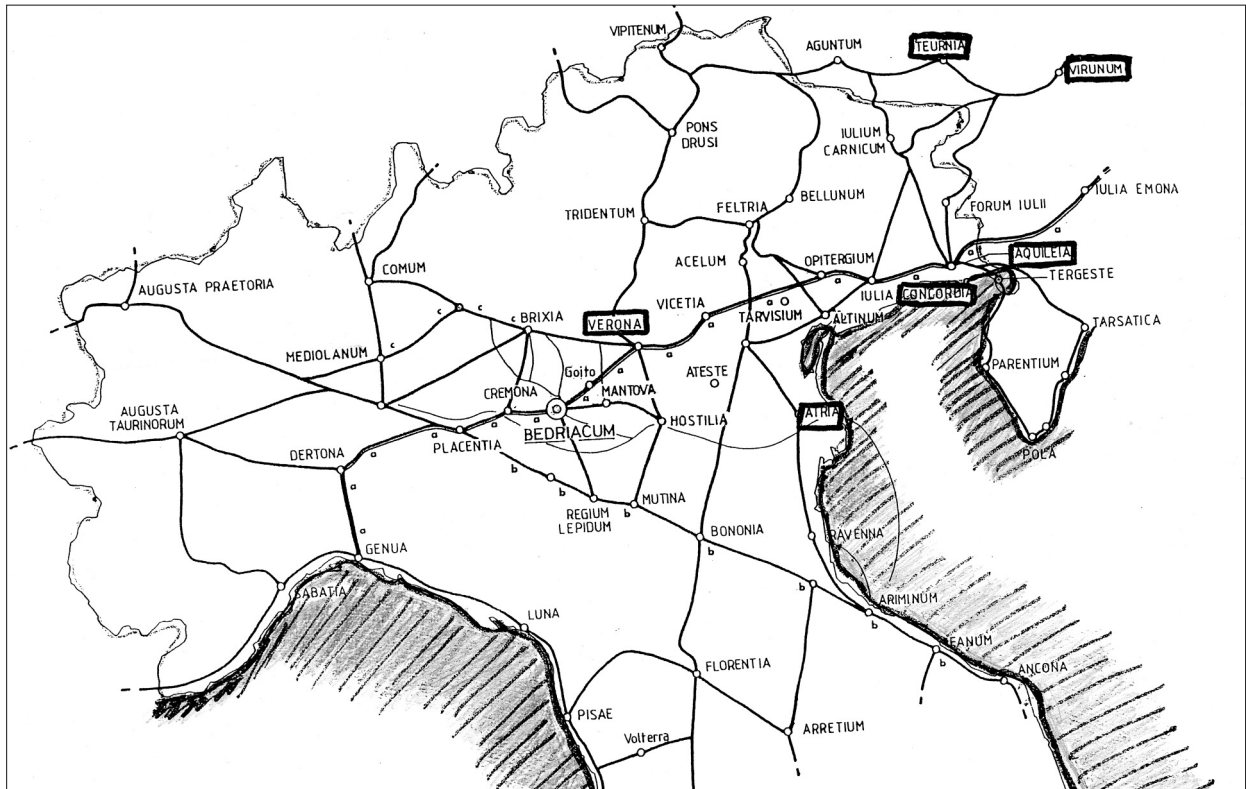 VIPITENUM
AGUNTUM
TEURNIA
VIRUNUM
PONS
DRUSI
IULIUM
CARNICUM
IULIA EMONA
TRIDENTUM
FELTRIA
BELLUNUM
FORUM IULII
a
AUGUSTA PRAETORIA
COMUM
ACELUM
OPITERGIUM
a
AQUILEIA
TERGESTE
a
a
IULIA CONCORDIA
c
c
BRIXIA
VERONA
VICETIA
a
a
TARVISIUM
ALTINUM
TARSATICA
MEDIOLANUM
c
a
PARENTIUM
Goito
a
ATESTE
CREMONA
a
MANTOVA
AUGUSTA
TAURINORUM
a
a
BEDRIACUM
HOSTILIA
ATRIA
PLACENTIA
a
DERTONA
a
POLA
b
b
a
REGIUM
LEPIDUM
MUTINA
b
BONONIA
b
RAVENNA
a
GENUA
SABATIA
b
ARIMINUM
LUNA
b
FANUM
b
FLORENTIA
ANCONA
PISAE
Volterra
ARRETIUM